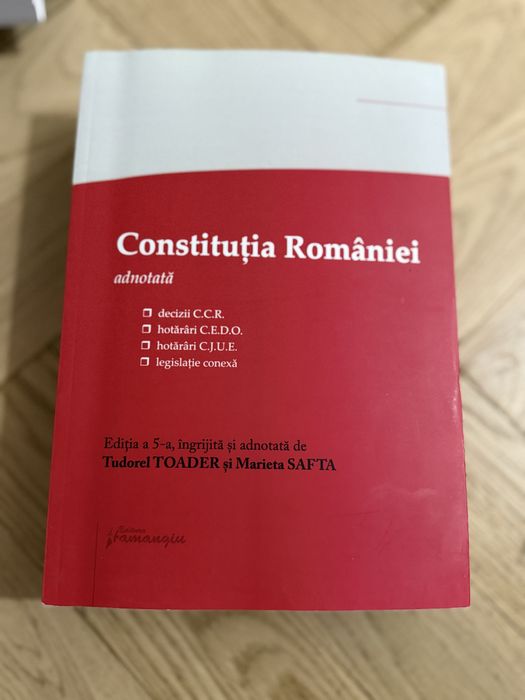 Constituția României
adnotată
decizii C.C.R.
hotărâri C.E.D.O.
hotărâri C.J.U.E.
legislație conexă
Ediția a 5-a, îngrijită și adnotată de
Tudorel TOADER și Marieta SAFTA
Editura
Hamangiu